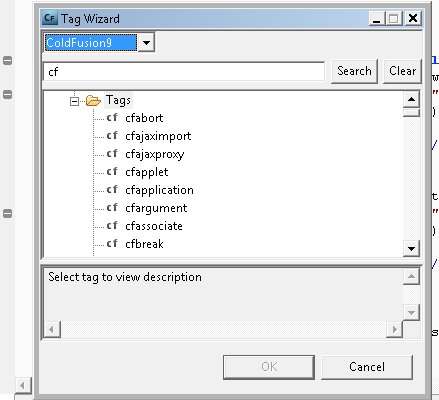 CF Tag Wizard
ColdFusion9
cf
Search
Clear
Tags
cf cfabort
cf cfajaximport
cf cfajaxproxy
cf cfapplet
cf cfapplication
cf cfargument
cf cfassociate
cf cfbreak
Select tag to view description
OK
Cancel